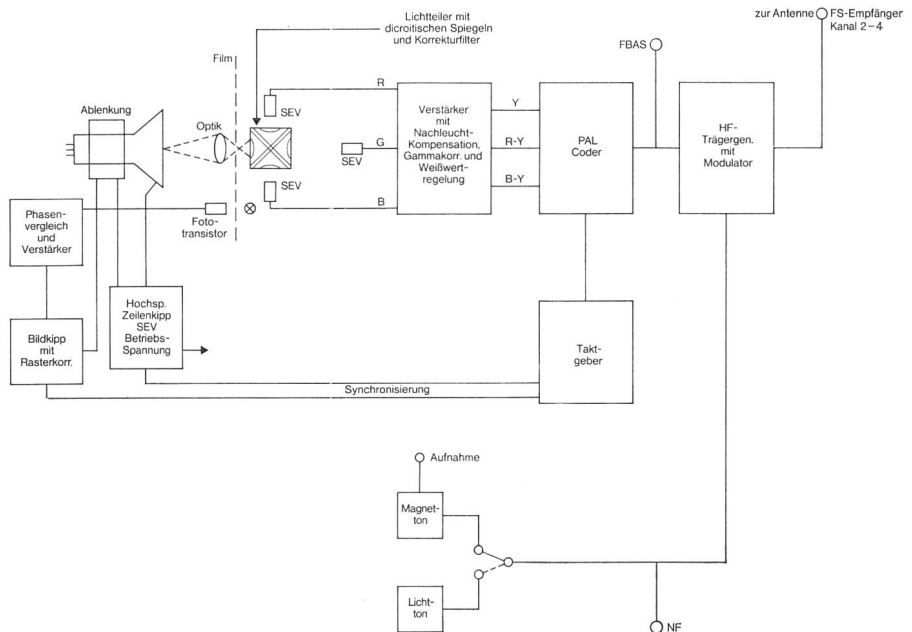 Lichtteiler mit
dicroitischen Spiegeln
und Korrekturfilter
zur Antenne
FS-Empfänger
Kanal 2–4
FBAS
Film
R
Ablenkung
Optik
SEV
Verstärker
mit
Nachleucht-
Kompensation,
Gammakorr. und
Weißwert-
regelung
Y
PAL
Coder
HF-
Trägergen.
mit
Modulator
G
SEV
R-Y
SEV
B-Y
B
Phasen-
vergleich
und
Verstärker
Foto-
transistor
Hochsp.
Zeilenkipp
SEV
Betriebs-
Spannung
Bildkipp
mit
Rasterkorr.
Takt-
geber
Synchronisierung
Aufnahme
Magnet-
ton
Licht-
ton
NF